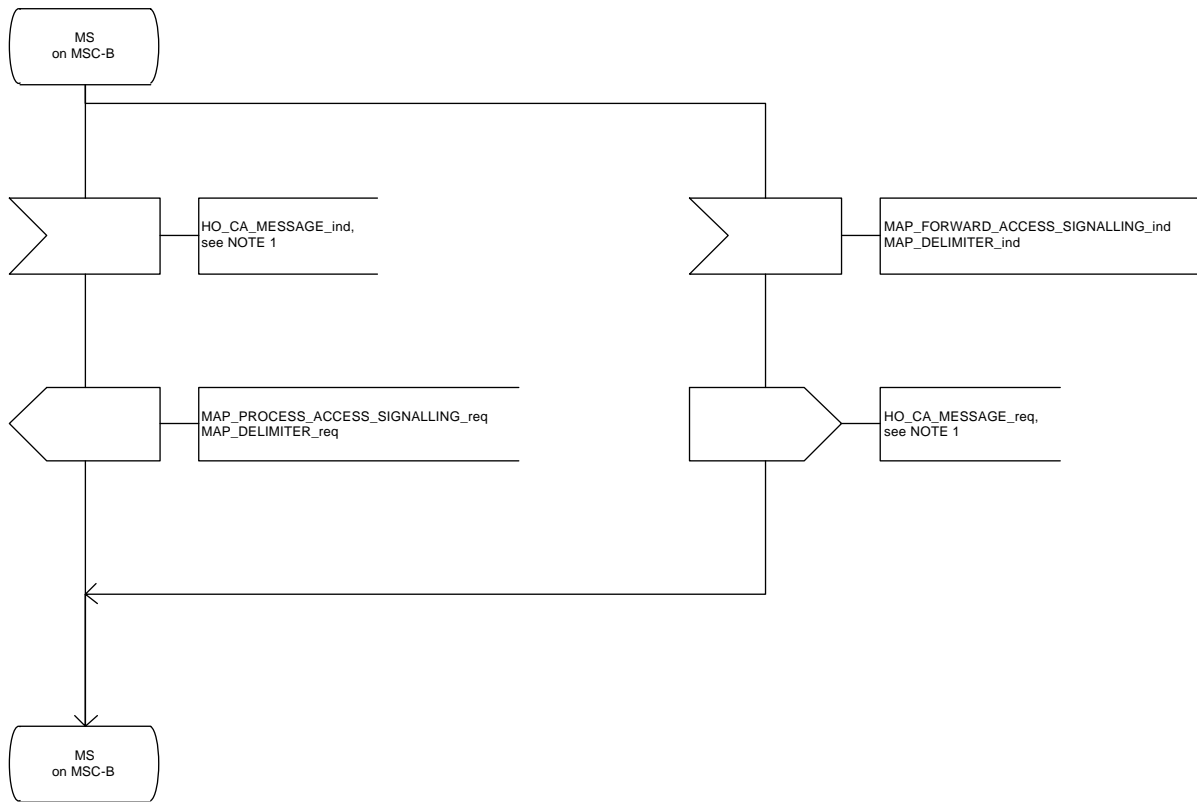 MS
on MSC-B
HO_CA_MESSAGE_ind,
see NOTE 1
MAP_FORWARD_ACCESS_SIGNALLING_ind
MAP_DELIMITER_ind
MAP_PROCESS_ACCESS_SIGNALLING_req
MAP_DELIMITER_req
HO_CA_MESSAGE_req,
see NOTE 1
MS
on MSC-B